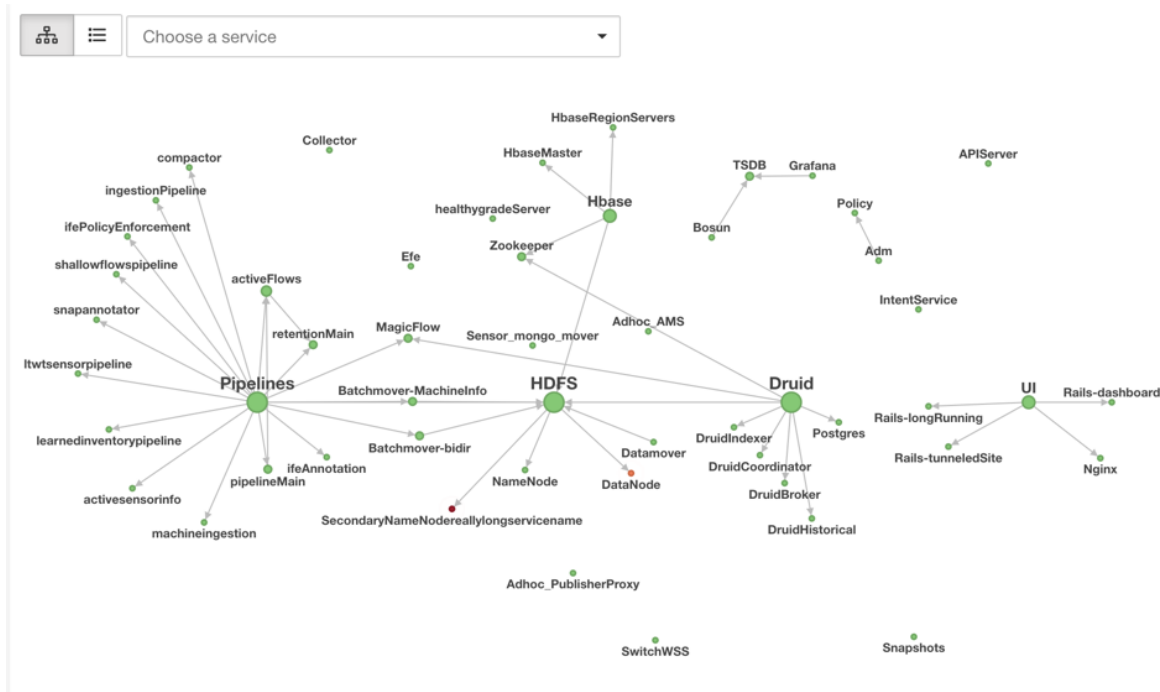 Choose a service
HbaseRegionServers
Collector
HbaseMaster
compactor
APIServer
TSDB
Grafana
ingestionPipeline
Hbase
Policy
healthygradeServer
ifePolicyEnforcement
Bosun
Zookeeper
Adm
Efe
shallowflowspipeline
activeFlows
IntentService
snapannotator
Adhoc_AMS
MagicFlow
retentionMain
Sensor_mongo_mover
ltwtsensorpipeline
Pipelines
HDFS
Druid
UI
Batchmover-MachineInfo
Rails-dashboard
Rails-longRunning
Postgres
learnedinventorypipeline
DruidIndexer
Batchmover-bidir
Datamover
Rails-tunneledSite
ifeAnnotation
DruidCoordinator
Nginx
pipelineMain
NameNode
DataNode
DruidBroker
activesensorinfo
SecondaryNameNodereallylongservicename
DruidHistorical
machineingestion
Adhoc_PublisherProxy
Snapshots
SwitchWSS